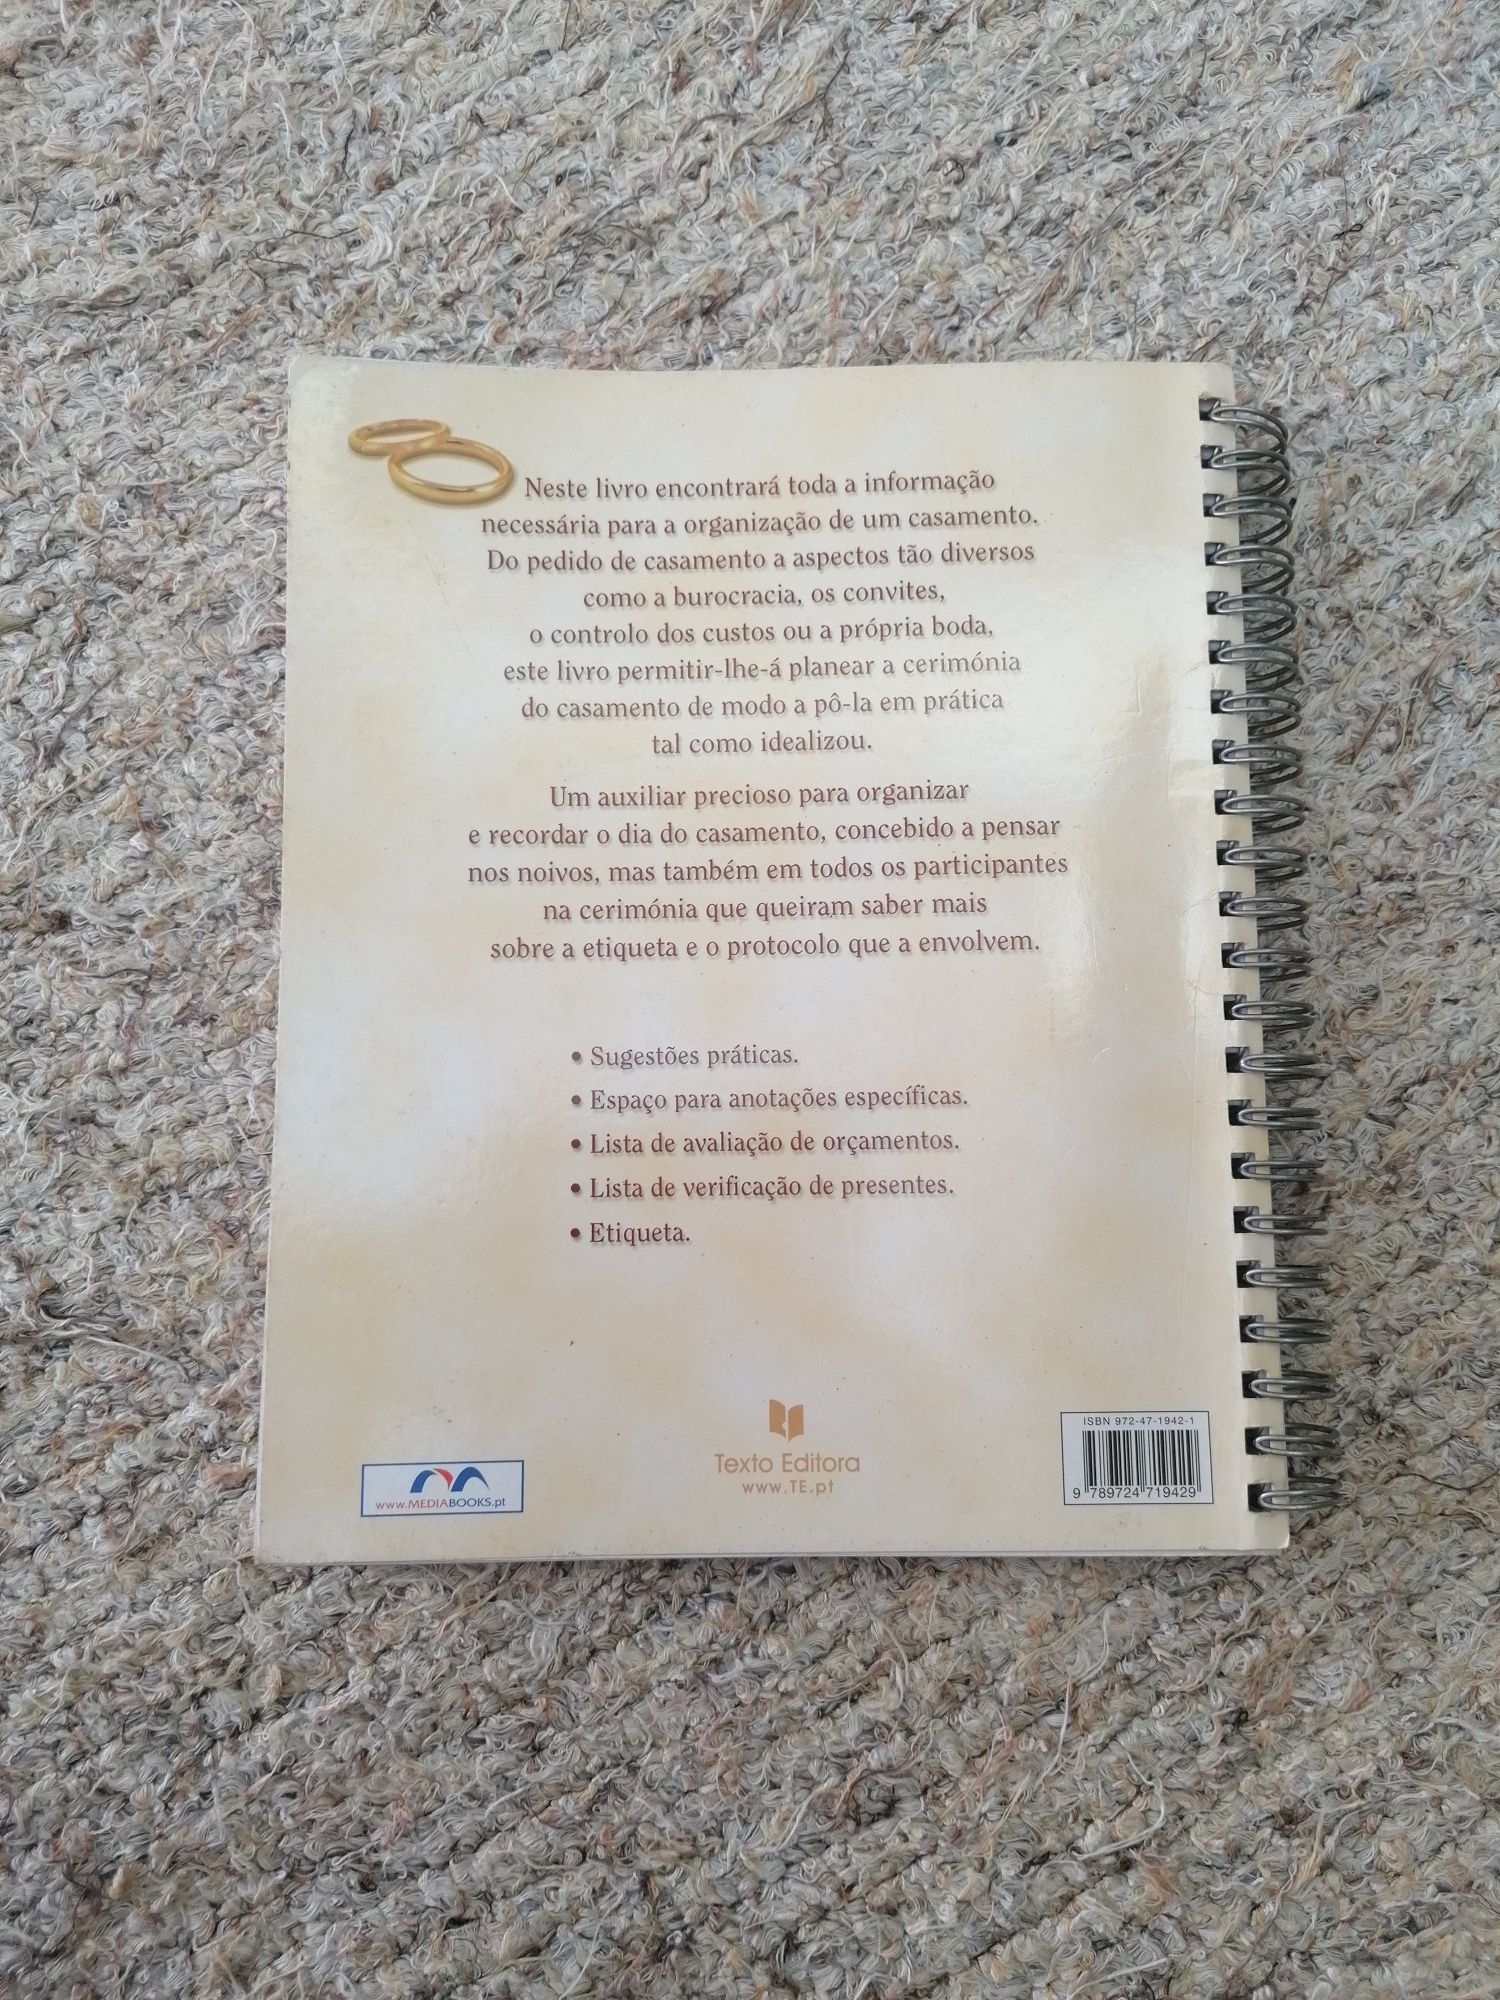 Neste livro encontrará toda a informação
necessária para a organização de um casamento.
Do pedido de casamento a aspectos tão diversos
como a burocracia, os convites,
o controlo dos custos ou a própria boda,
este livro permitir-lhe-á planear a cerimónia
do casamento de modo a pô-la em prática
tal como idealizou.
Um auxiliar precioso para organizar
e recordar o dia do casamento, concebido a pensar
nos noivos, mas também em todos os participantes
na cerimónia que queiram saber mais
sobre a etiqueta e o protocolo que a envolvem.
• Sugestões práticas.
• Espaço para anotações específicas.
• Lista de avaliação de orçamentos.
• Lista de verificação de presentes.
• Etiqueta.
www.MEDIABOOKS.pt
Texto Editora
www.TE.pt
ISBN 972-47-1942-1
9 789724 719429